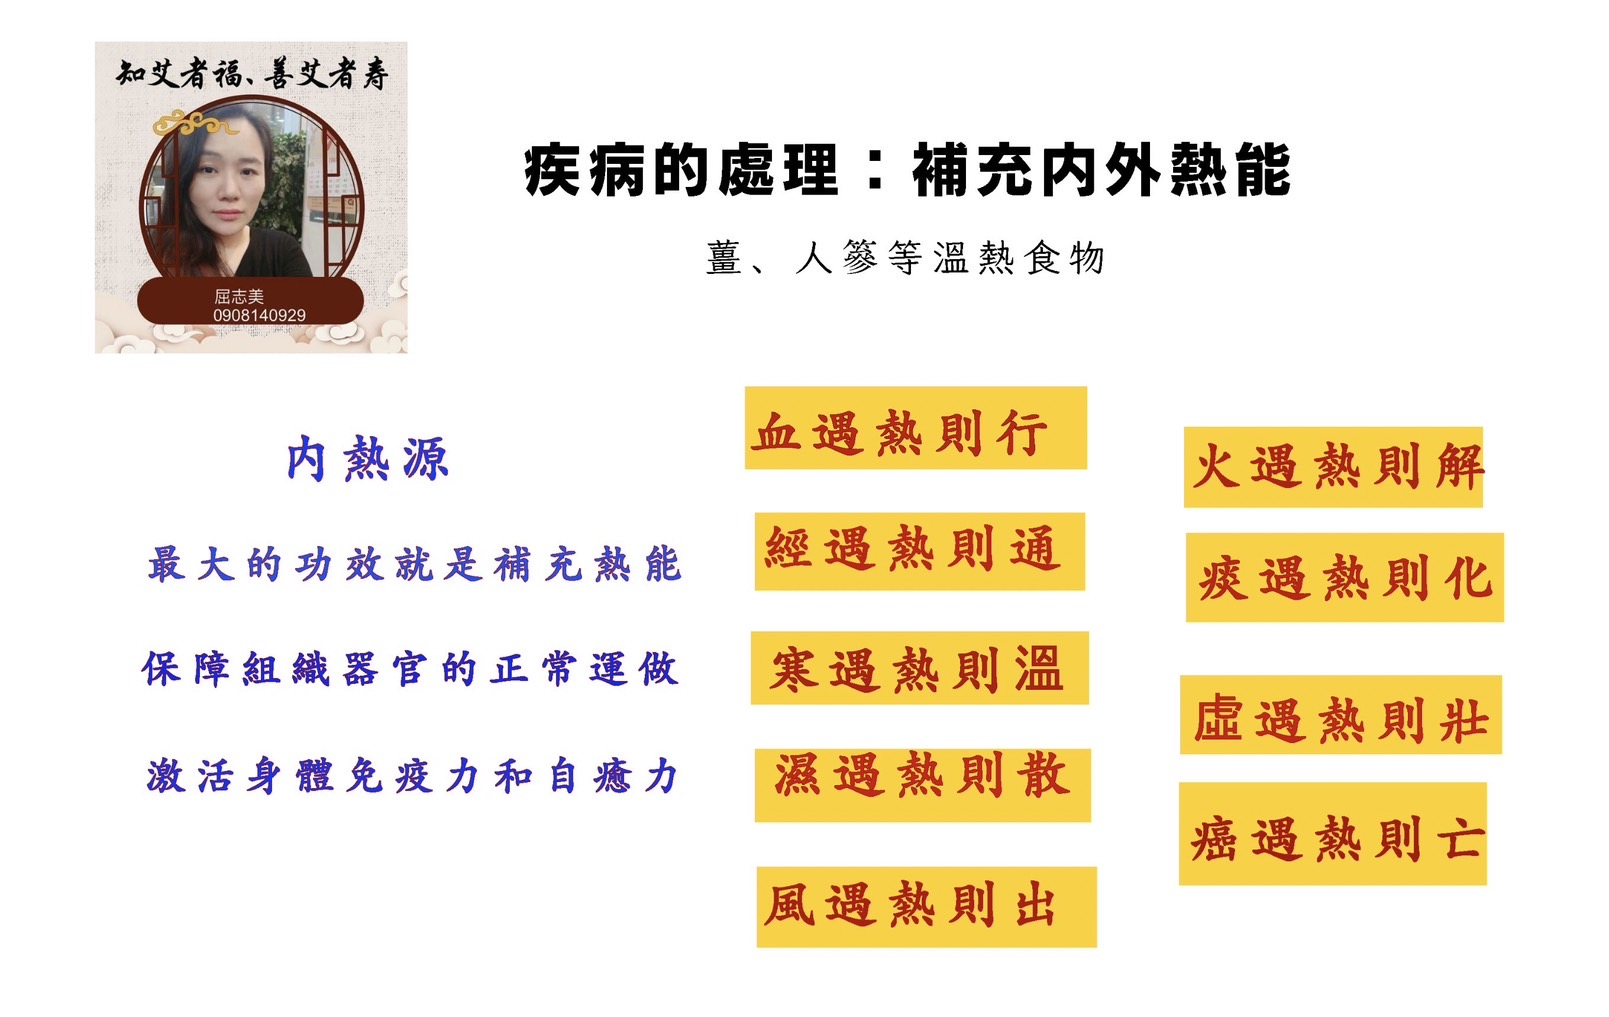 知艾者福、善艾者寿
屈志美
0908140929
疾病的處理：補充内外熱能
薑、人篸等溫熱食物
内熱源
最大的功效就是補充熱能
保障組織器官的正常運做
激活身體免疫力和自癒力
血遇熱則行
經遇熱則通
寒遇熱則溫
濕遇熱則散
風遇熱則出
火遇熱則解
痰遇熱則化
虛遇熱則壯
癌遇熱則亡